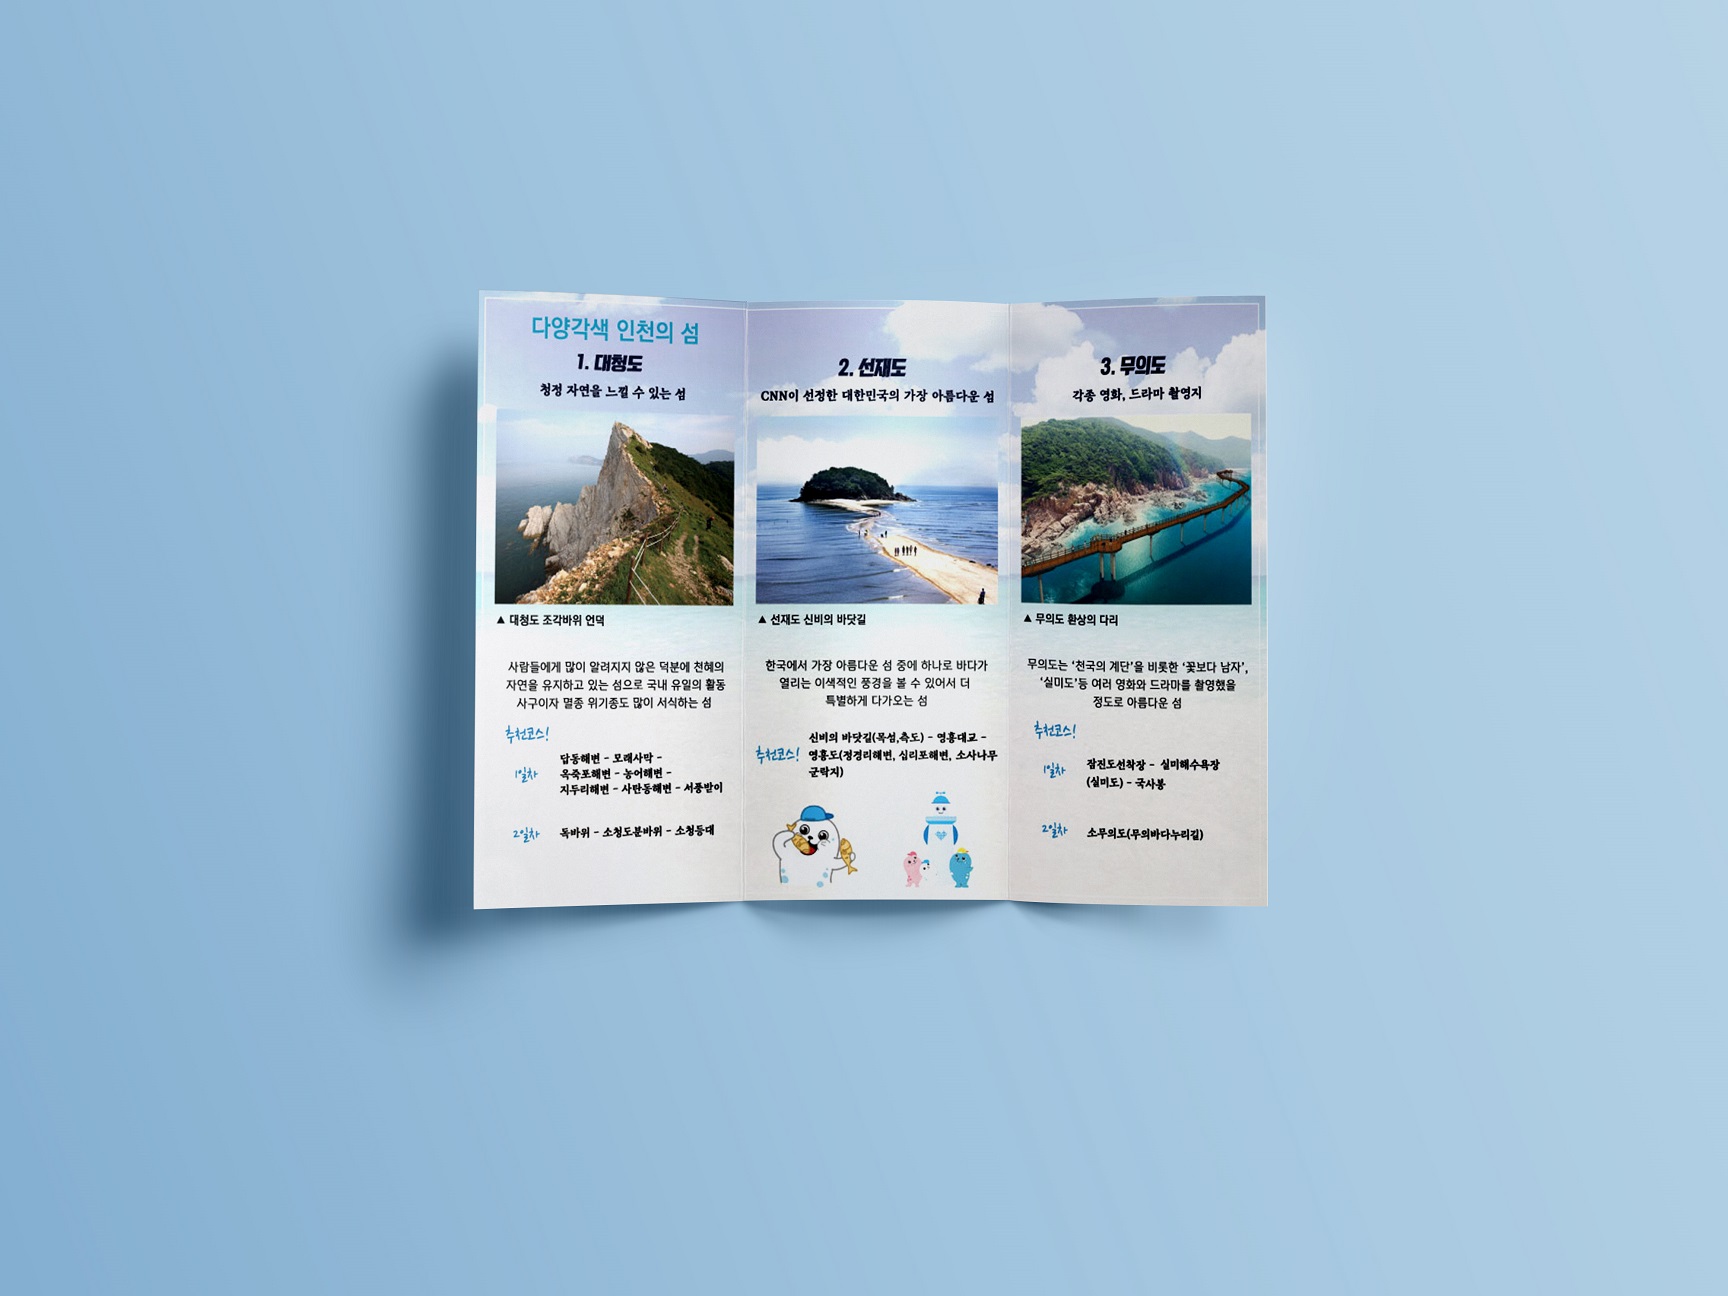 다양각색 인천의 섬
1. 대청도
청정 자연을 느낄 수 있는 섬
▲ 대청도 조각바위 언덕
사람들에게 많이 알려지지 않은 덕분에 천혜의
자연을 유지하고 있는 섬으로 국내 유일의 활동
사구이자 멸종 위기종도 많이 서식하는 섬
추천코스!
1일차
답동해변 - 모래사막 -
옥죽포해변 - 농어해변 -
지두리해변 - 사탄동해변 - 서풍받이
2일차
독바위 - 소청도분바위 - 소청등대
2. 선재도
CNN이 선정한 대한민국의 가장 아름다운 섬
▲ 선재도 신비의 바닷길
한국에서 가장 아름다운 섬 중에 하나로 바다가
열리는 이색적인 풍경을 볼 수 있어서 더
특별하게 다가오는 섬
추천코스!
신비의 바닷길(목섬,측도) - 영흥대교 -
영흥도(정경리해변, 십리포해변, 소사나무
군락지)
3. 무의도
각종 영화, 드라마 촬영지
▲ 무의도 환상의 다리
무의도는 ‘천국의 계단’을 비롯한 ‘꽃보다 남자’,
‘실미도’등 여러 영화와 드라마를 촬영했을
정도로 아름다운 섬
추천코스!
1일차
잠진도선착장 - 실미해수욕장
(실미도) - 국사봉
2일차
소무의도(무의바다누리길)